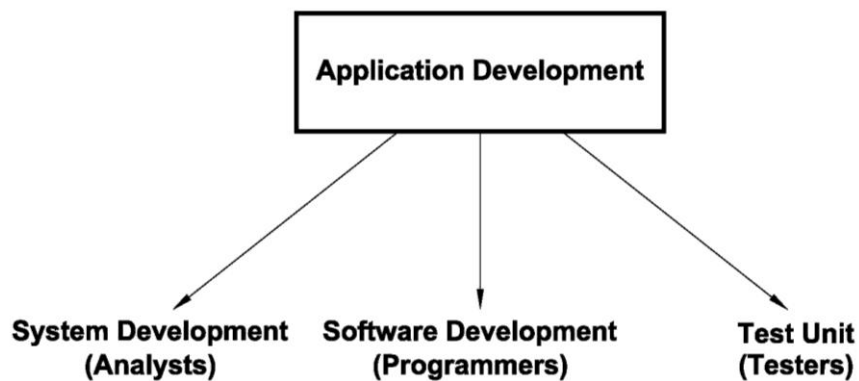 Application Development
System Development
(Analysts)
Software Development
(Programmers)
Test Unit
(Testers)